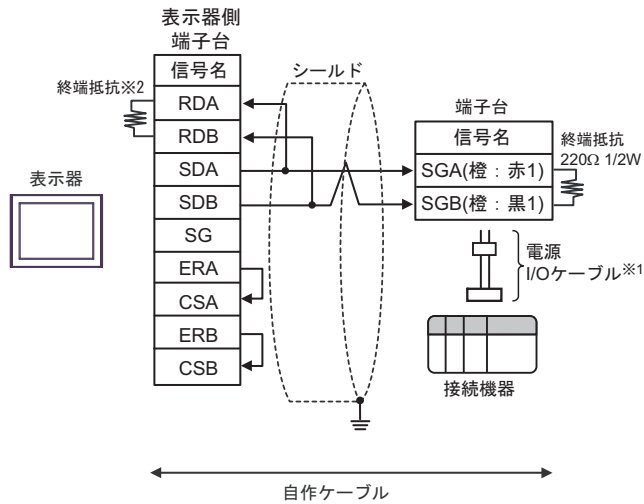 表示器側
端子台
信号名
RDA
RDB
SDA
SDB
SG
ERA
CSA
ERB
CSB
終端抵抗※2
表示器
シールド
端子台
信号名
SGA(橙：赤1)
SGB(橙：黒1)
終端抵抗
220Ω 1/2W
電源
I/Oケーブル※1
接続機器
自作ケーブル